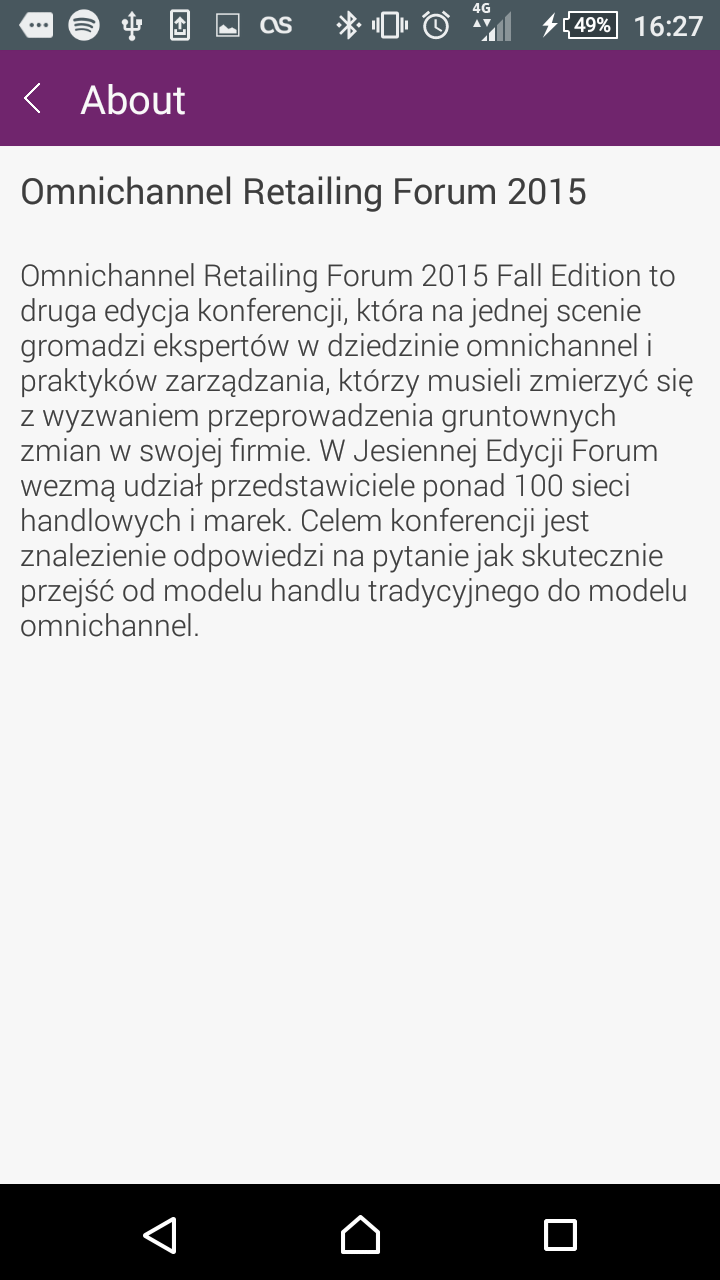 4G
49%
16:27
About
Omnichannel Retailing Forum 2015
Omnichannel Retailing Forum 2015 Fall Edition to
druga edycja konferencji, która na jednej scenie
gromadzi ekspertów w dziedzinie omnichannel i
praktyków zarządzania, którzy musieli zmierzyć się
z wyzwaniem przeprowadzenia gruntownych
zmian w swojej firmie. W Jesiennej Edycji Forum
wezmą udział przedstawiciele ponad 100 sieci
handlowych i marek. Celem konferencji jest
znalezienie odpowiedzi na pytanie jak skutecznie
przejść od modelu handlu tradycyjnego do modelu
omnichannel.